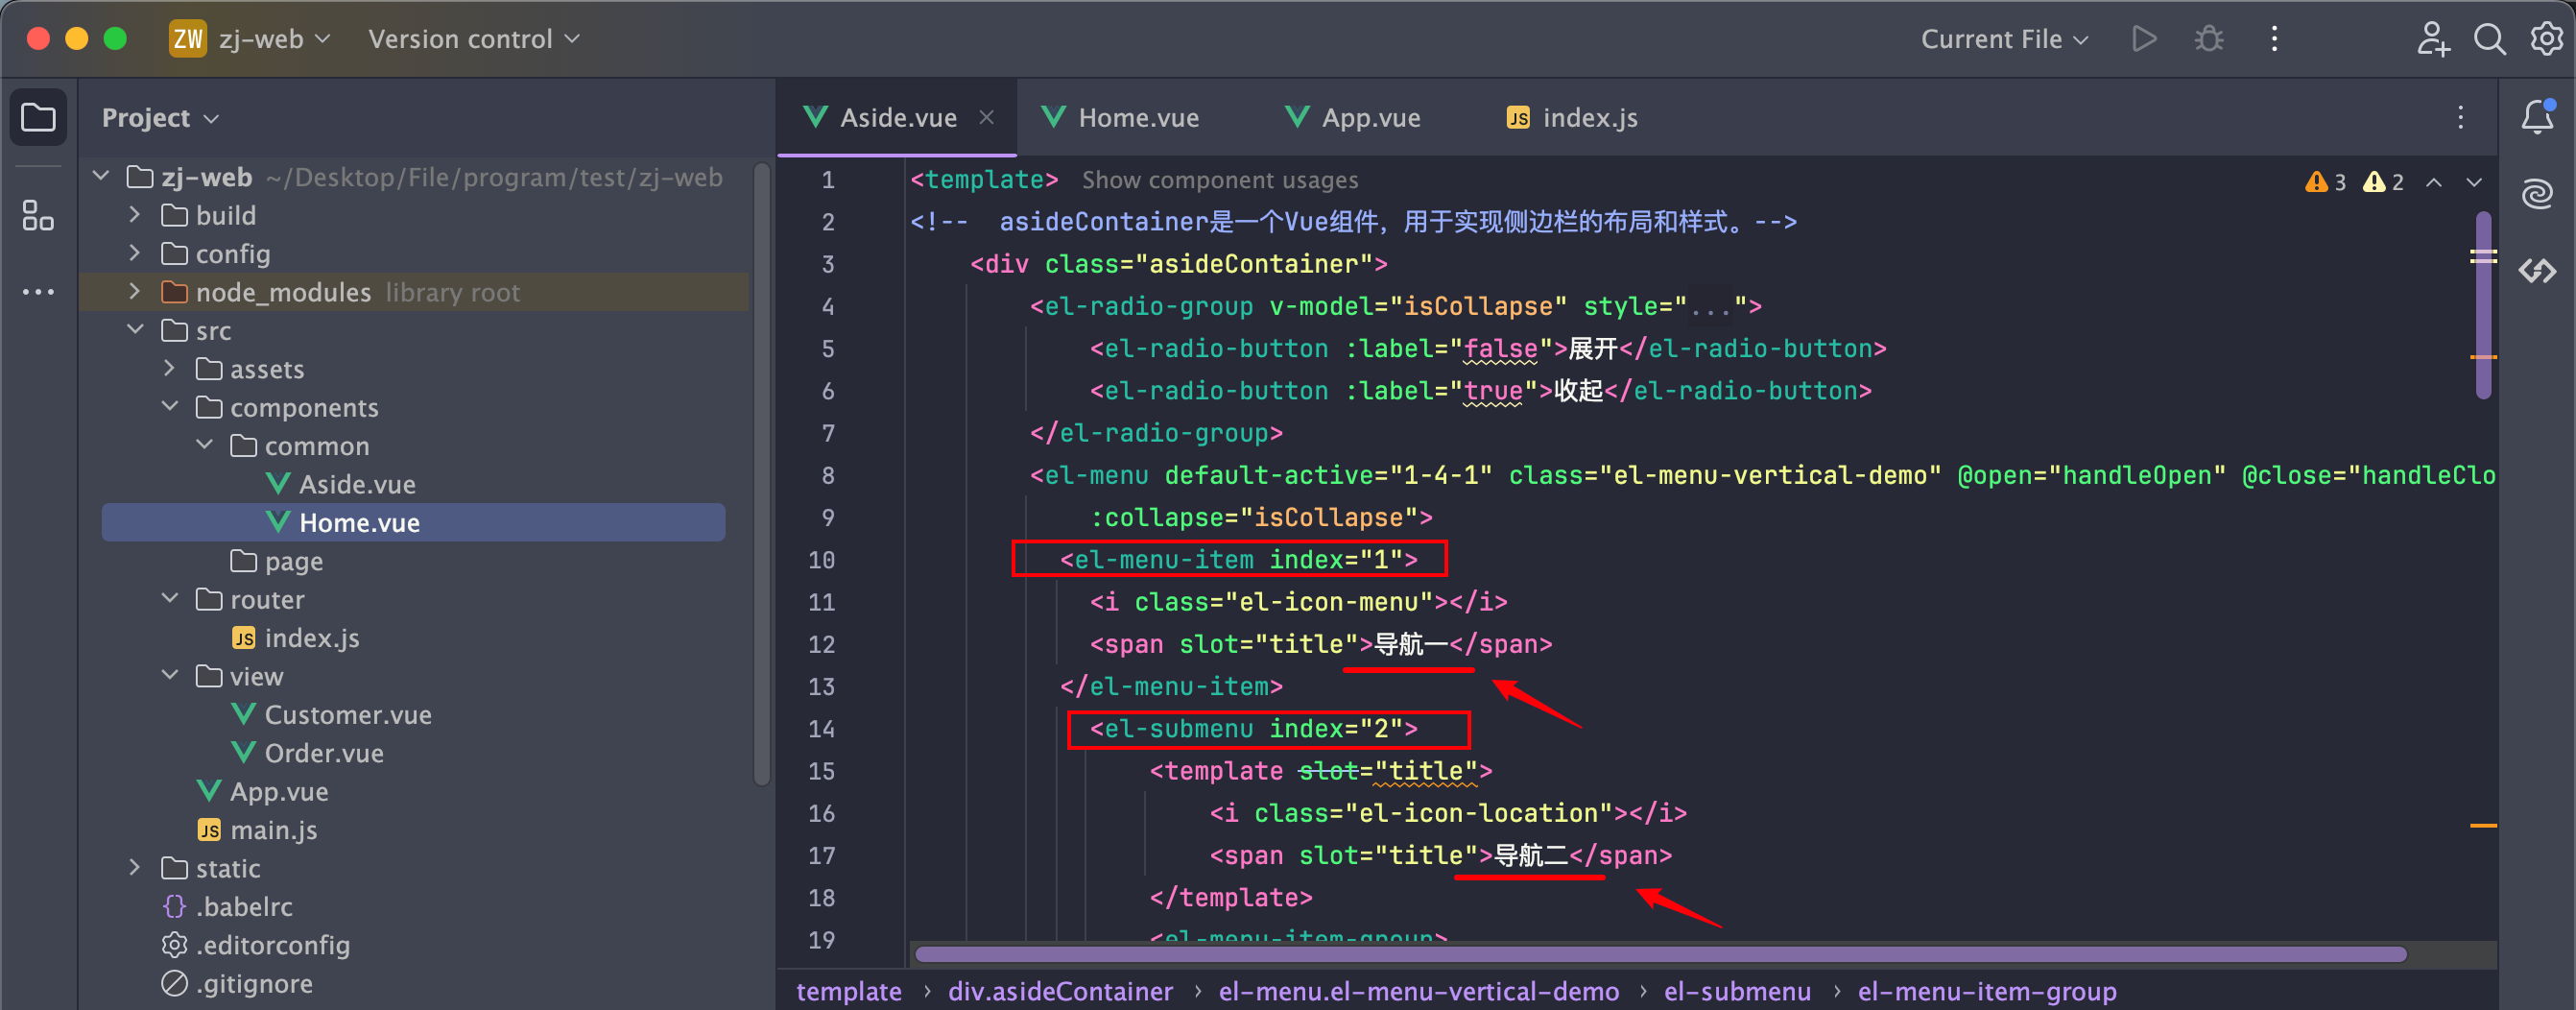 ZW zj-web Version control Current File
Project
Aside.vue Home.vue App.vue JS index.js
zj-web ~/Desktop/File/program/test/zj-web
build
config
node_modules library root
src
assets
components
common
Aside.vue
Home.vue
page
router
JS index.js
view
Customer.vue
Order.vue
App.vue
JS main.js
static
{} .babelrc
.editorconfig
.gitignore
3 2
1 <template> Show component usages
2 <!-- asideContainer是一个Vue组件，用于实现侧边栏的布局和样式。-->
3 <div class="asideContainer">
4 <el-radio-group v-model="isCollapse" style="...">
5 <el-radio-button :label="false">展开</el-radio-button>
6 <el-radio-button :label="true">收起</el-radio-button>
7 </el-radio-group>
8 <el-menu default-active="1-4-1" class="el-menu-vertical-demo" @open="handleOpen" @close="handleClo
9 :collapse="isCollapse">
10 <el-menu-item index="1">
11 <i class="el-icon-menu"></i>
12 <span slot="title">导航一</span>
13 </el-menu-item>
14 <el-submenu index="2">
15 <template slot="title">
16 <i class="el-icon-location"></i>
17 <span slot="title">导航二</span>
18 </template>
19 <el-menu-item-group>
template › div.asideContainer › el-menu.el-menu-vertical-demo › el-submenu › el-menu-item-group